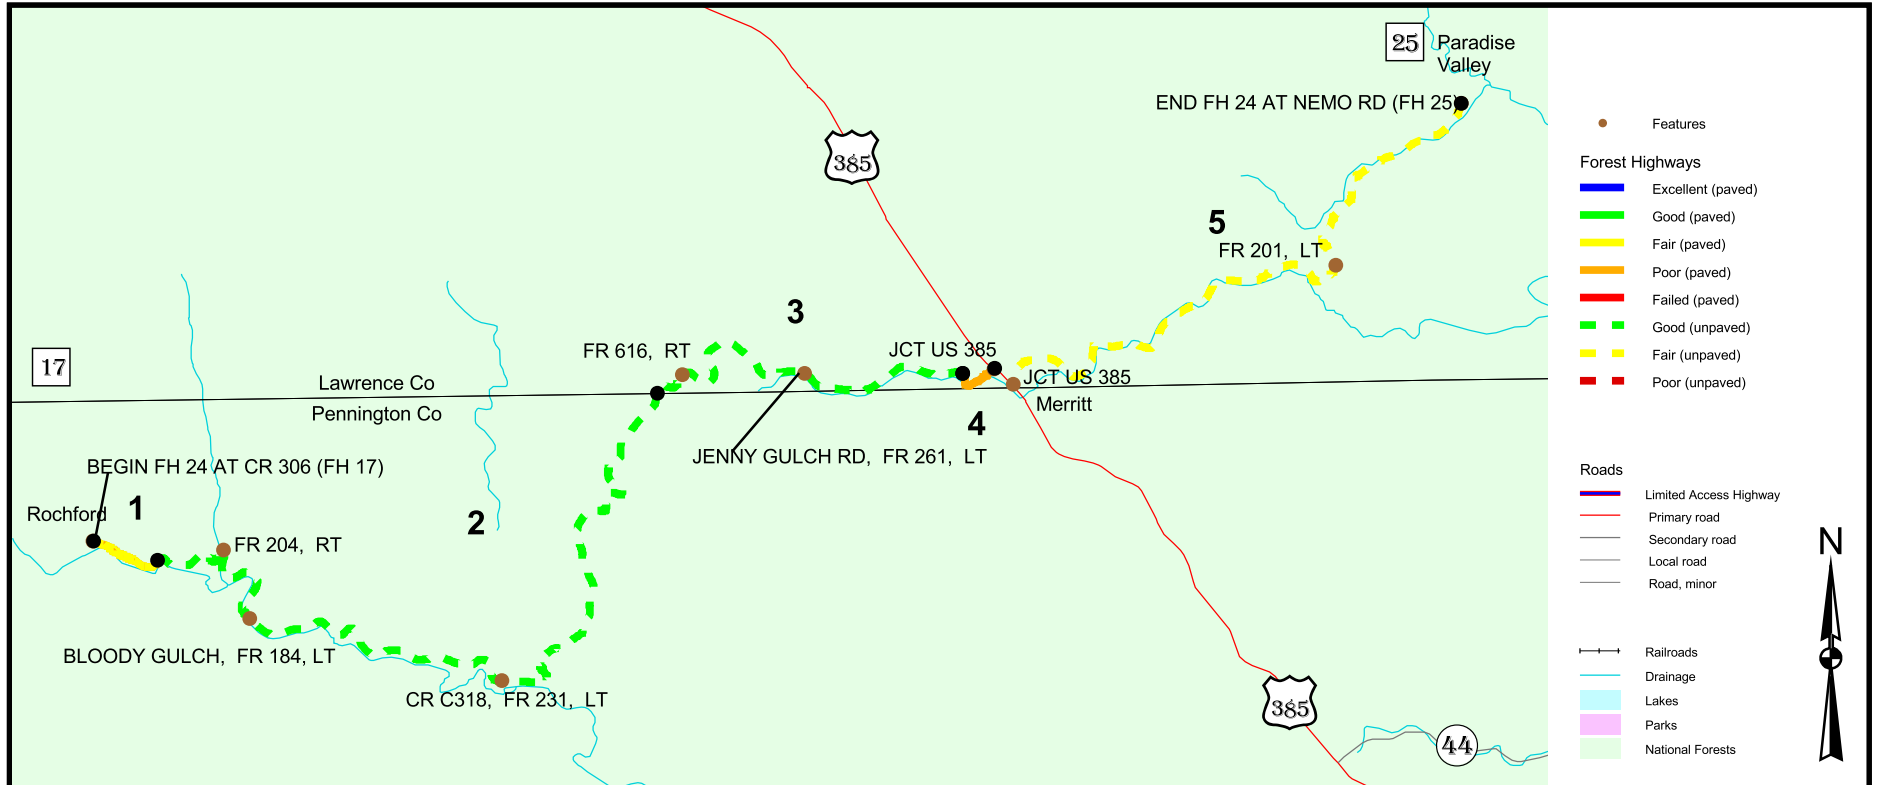 25 Paradise
Valley
END FH 24 AT NEMO RD (FH 25)
385
5
FR 201, LT
3
17
FR 616, RT
JCT US 385
JCT US 385
Lawrence Co
Merritt
Pennington Co
4
JENNY GULCH RD, FR 261, LT
BEGIN FH 24 AT CR 306 (FH 17)
1
Rochford
2
FR 204, RT
BLOODY GULCH, FR 184, LT
CR C318, FR 231, LT
385
44
Features
Forest Highways
Excellent (paved)
Good (paved)
Fair (paved)
Poor (paved)
Failed (paved)
Good (unpaved)
Fair (unpaved)
Poor (unpaved)
Roads
Limited Access Highway
Primary road
Secondary road
Local road
Road, minor
N
Railroads
Drainage
Lakes
Parks
National Forests